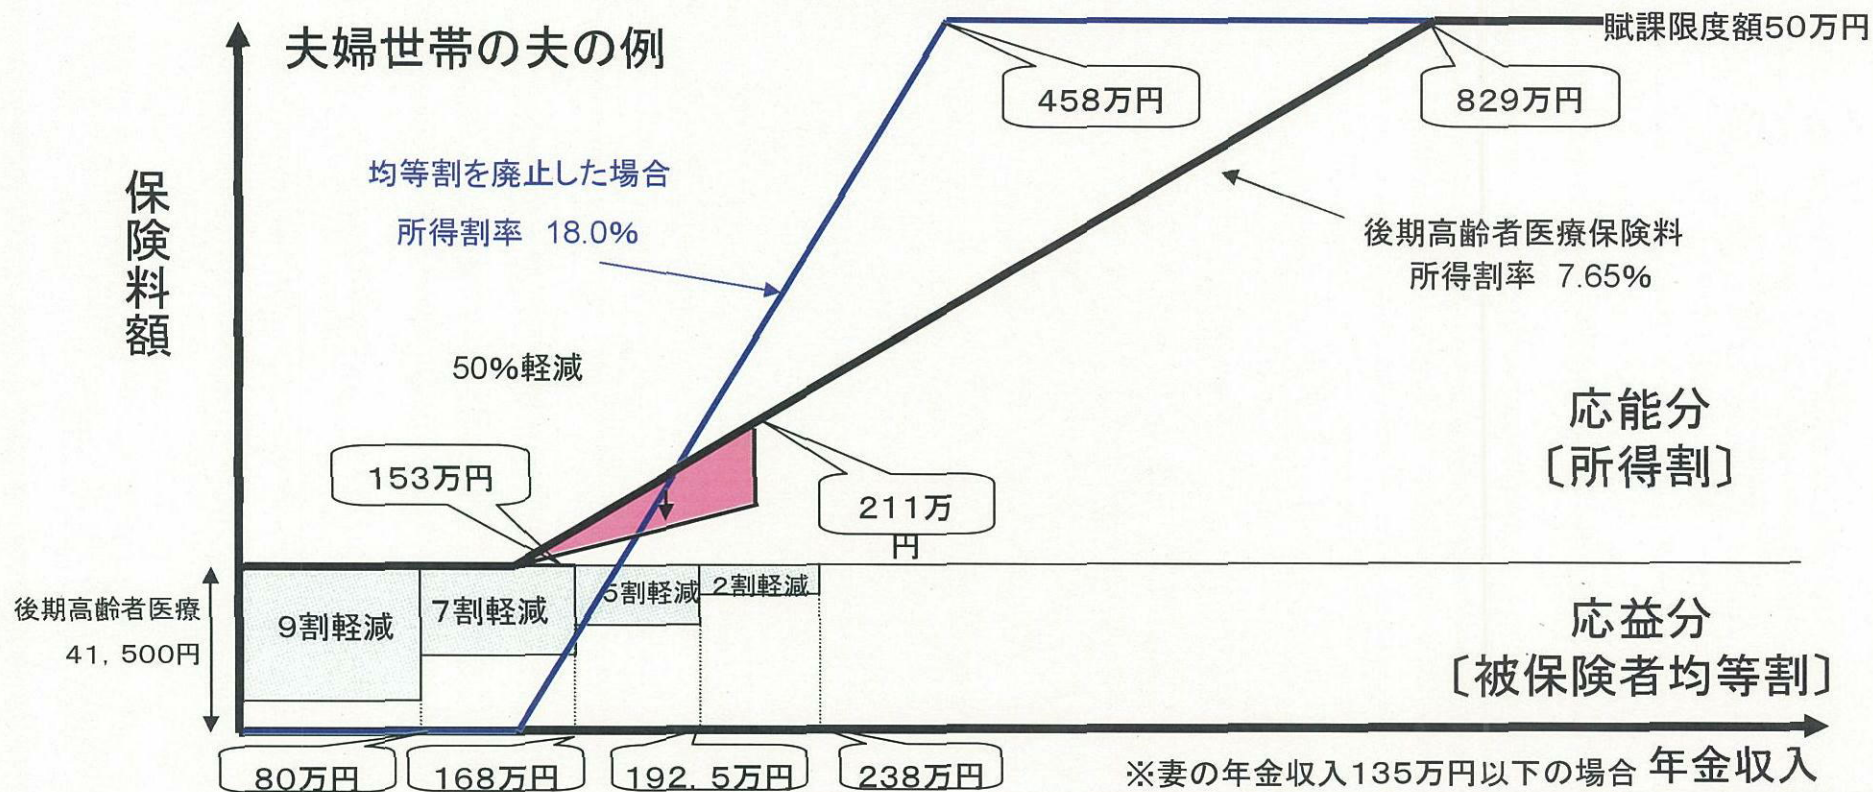 夫婦世帯の夫の例
賦課限度額50万円
458万円
829万円
保険料額
均等割を廃止した場合
所得割率 18.0%
後期高齢者医療保険料
所得割率 7.65%
50%軽減
応能分
〔所得割〕
153万円
211万
円
後期高齢者医療
41,500円
9割軽減
7割軽減
5割軽減
2割軽減
応益分
〔被保険者均等割〕
80万円
168万円
192.5万円
238万円
※妻の年金収入135万円以下の場合
年金収入